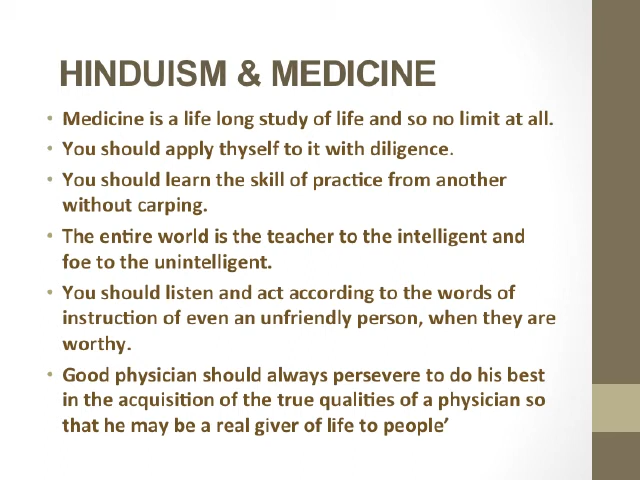 HINDUISM & MEDICINE
• Medicine is a life long study of life and so no limit at all.
• You should apply thyself to it with diligence.
• You should learn the skill of practice from another
without carping.
• The entire world is the teacher to the intelligent and
foe to the unintelligent.
• You should listen and act according to the words of
instruction of even an unfriendly person, when they are
worthy.
• Good physician should always persevere to do his best
in the acquisition of the true qualities of a physician so
that he may be a real giver of life to people’